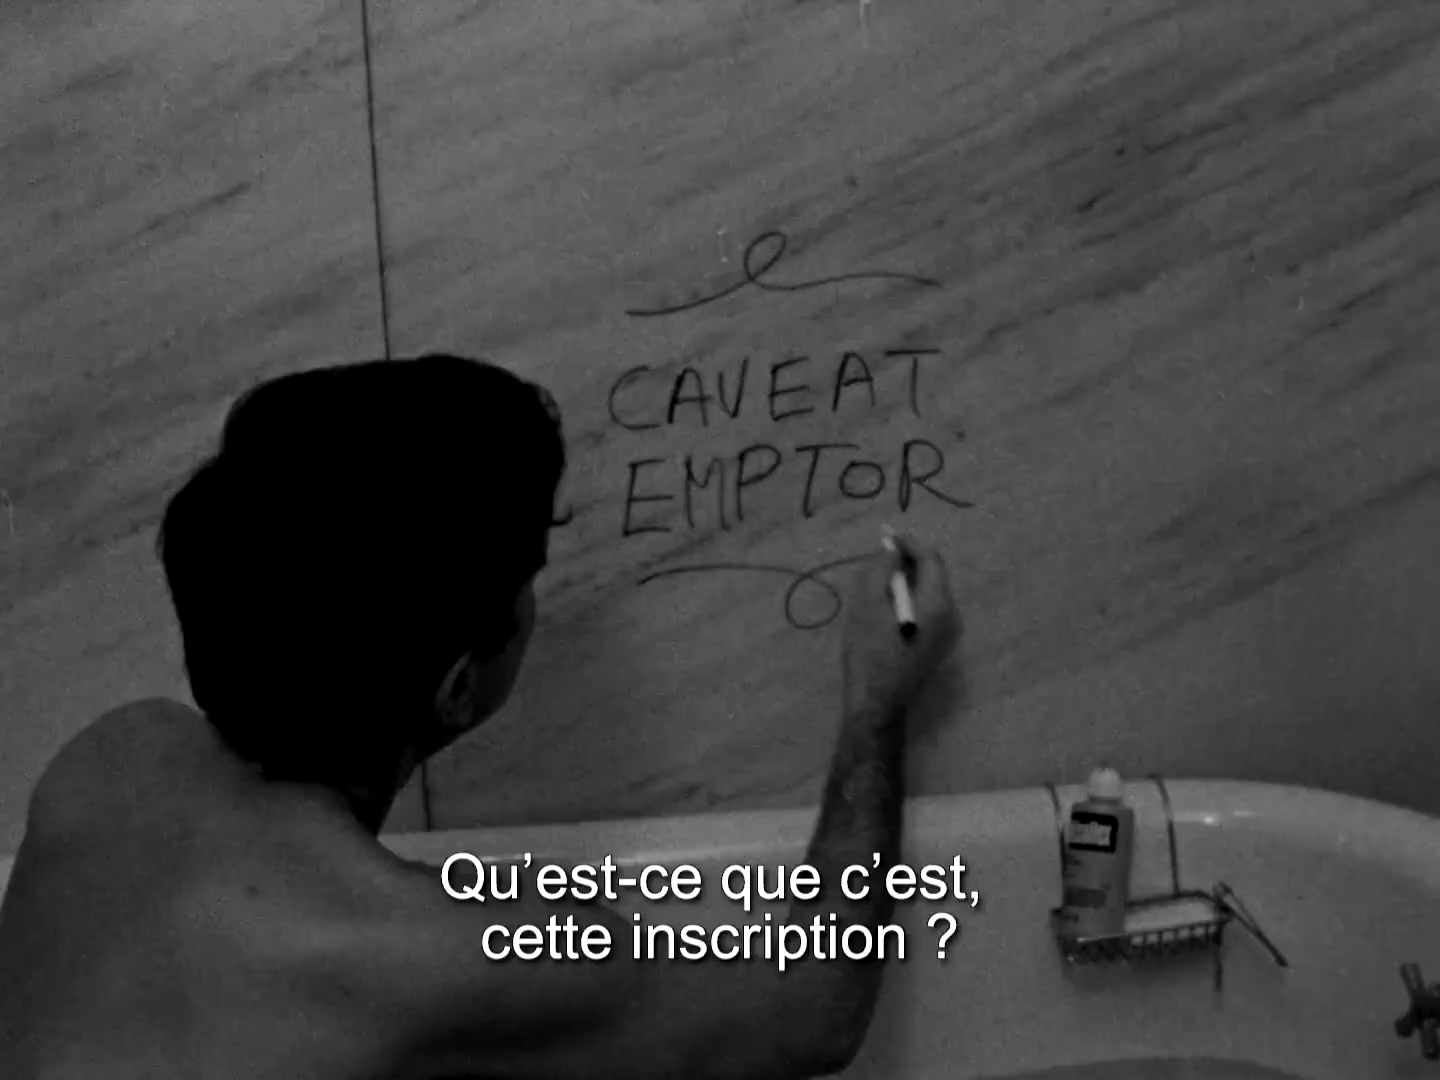 CAVEAT
EMPTOR
Qu’est-ce que c’est,
cette inscription ?